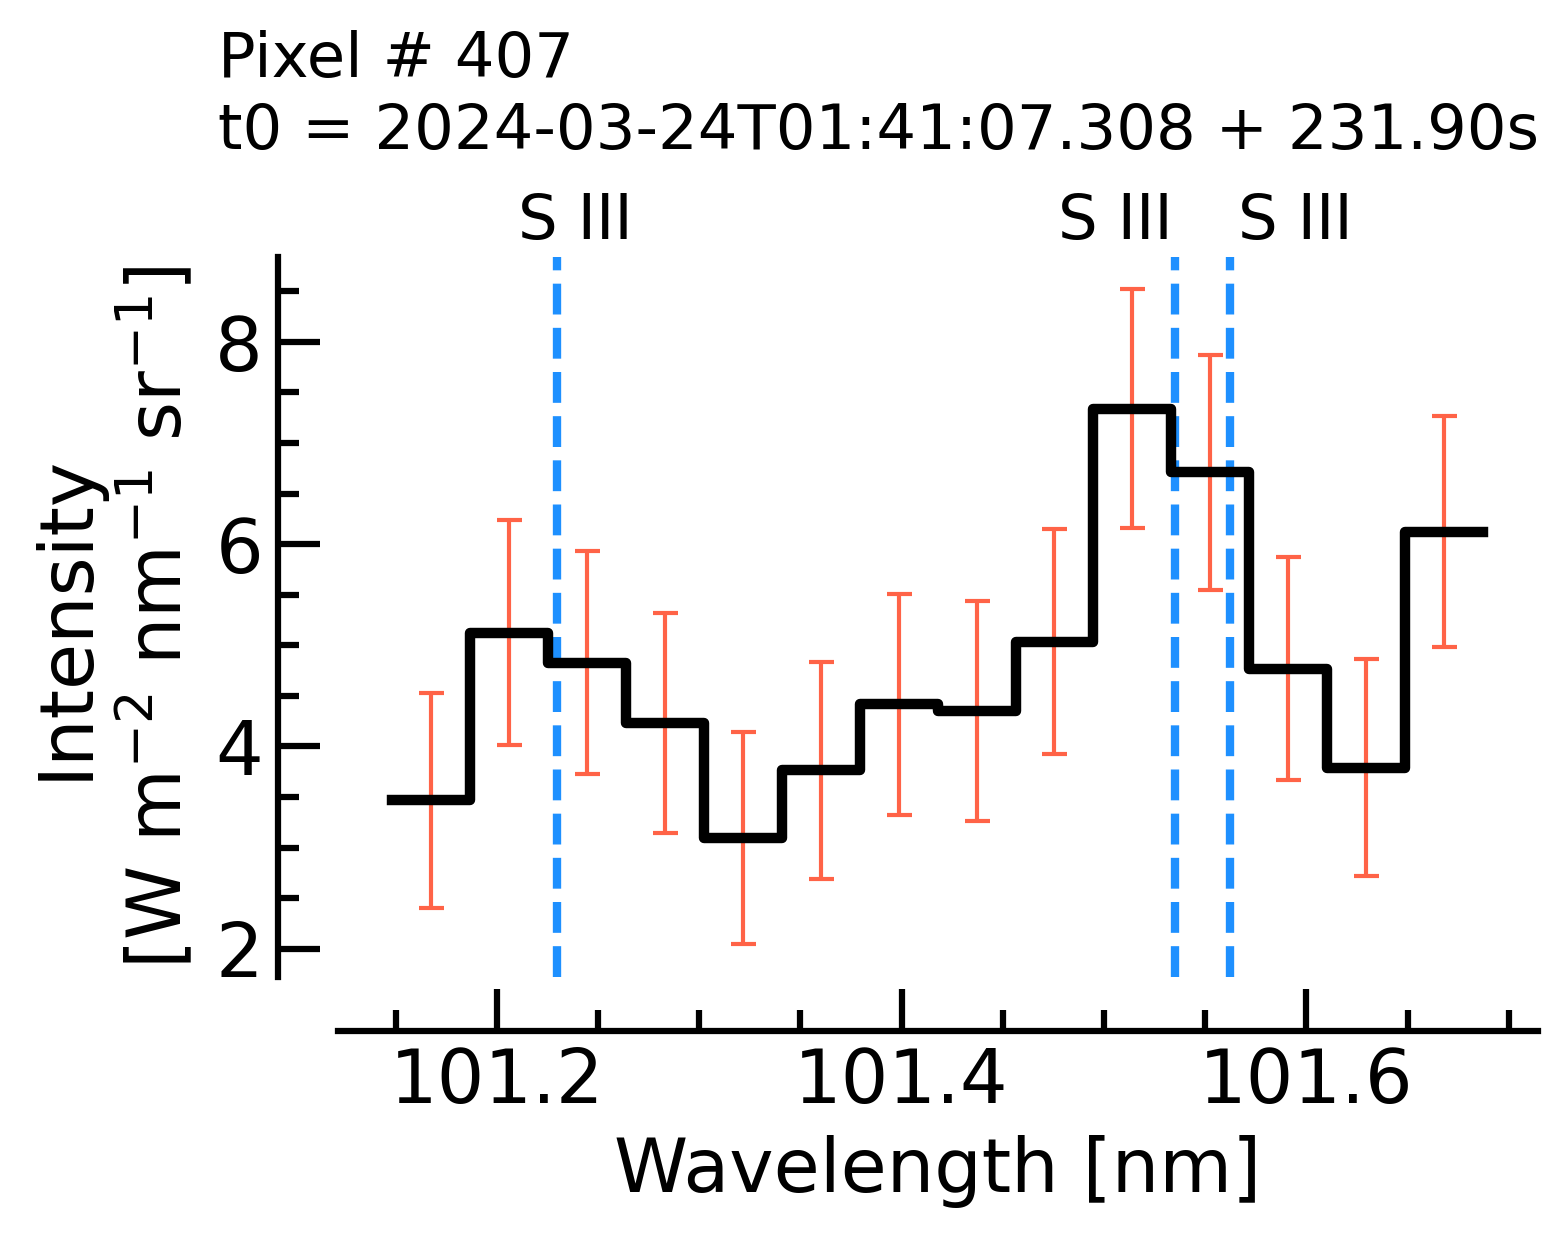 Pixel # 407
t0 = 2024-03-24T01:41:07.308 + 231.90s
S III S III S III
Intensity
[W m⁻² nm⁻¹ sr⁻¹]
8
6
4
2
101.2 101.4 101.6
Wavelength [nm]